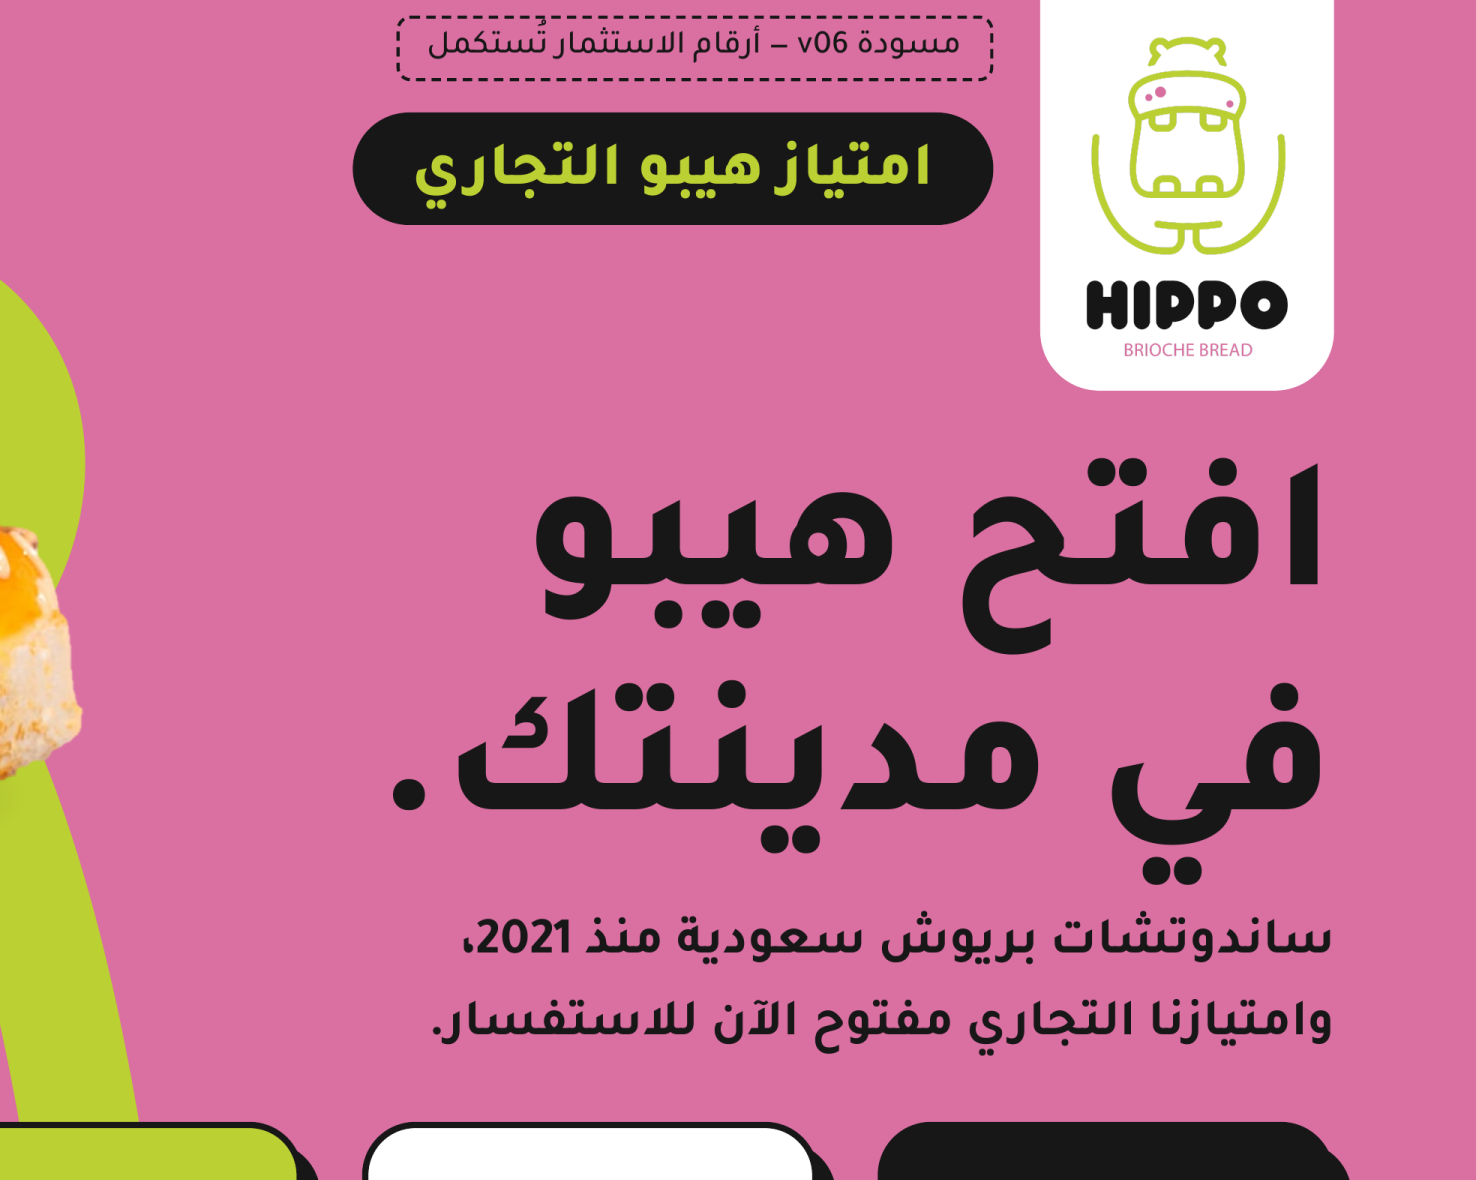 مسودة v06 – أرقام الاستثمار تُستكمل
امتياز هيبو التجاري
HIPPO
BRIOCHE BREAD
افتح هيبو
في مدينتك.
ساندوتشات بريوش سعودية منذ 2021،
وامتيازنا التجاري مفتوح الآن للاستفسار.